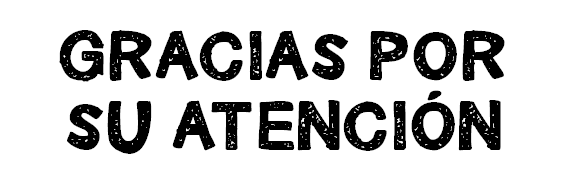 GRACIAS POR
SU ATENCIÓN